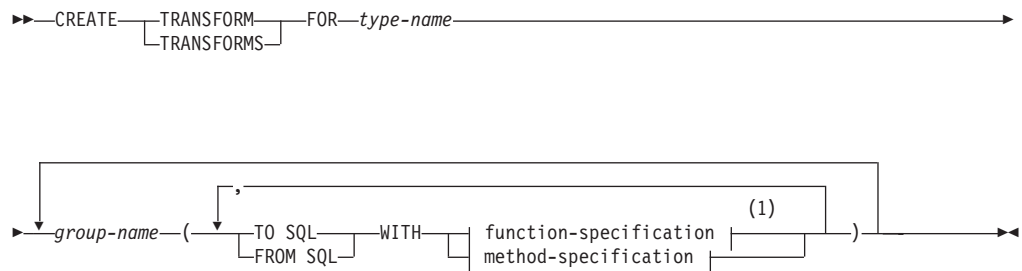 CREATE TRANSFORM FOR type-name
TRANSFORMS
,
(1)
group-name ( TO SQL WITH function-specification )
FROM SQL method-specification